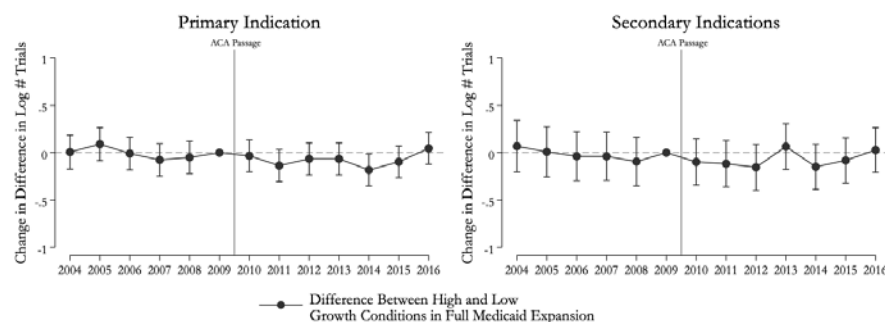 Primary Indication
ACA Passage
Change in Difference in Log # Trials
1
.5
0
-.5
-1
2004 2005 2006 2007 2008 2009 2010 2011 2012 2013 2014 2015 2016
Secondary Indications
ACA Passage
Change in Difference in Log # Trials
1
.5
0
-.5
-1
2004 2005 2006 2007 2008 2009 2010 2011 2012 2013 2014 2015 2016
Difference Between High and Low
Growth Conditions in Full Medicaid Expansion